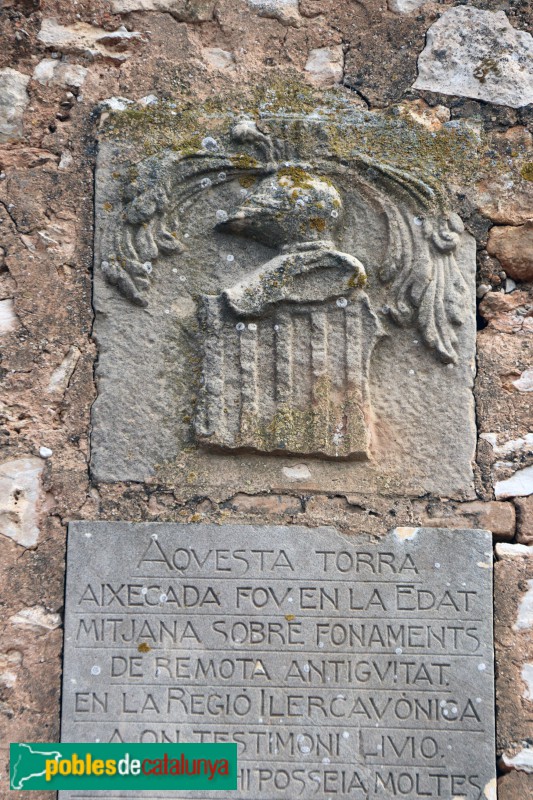 AQVESTA TORRA
AIXECADA FOV EN LA EDAT
MITJANA SOBRE FONAMENTS
DE REMOTA ANTIGVITAT.
EN LA REGIÓ ILERCAVÒNICA
A ON TESTIMONI LIVIO.
HI POSSEIA MOLTES
poblesdecatalunya